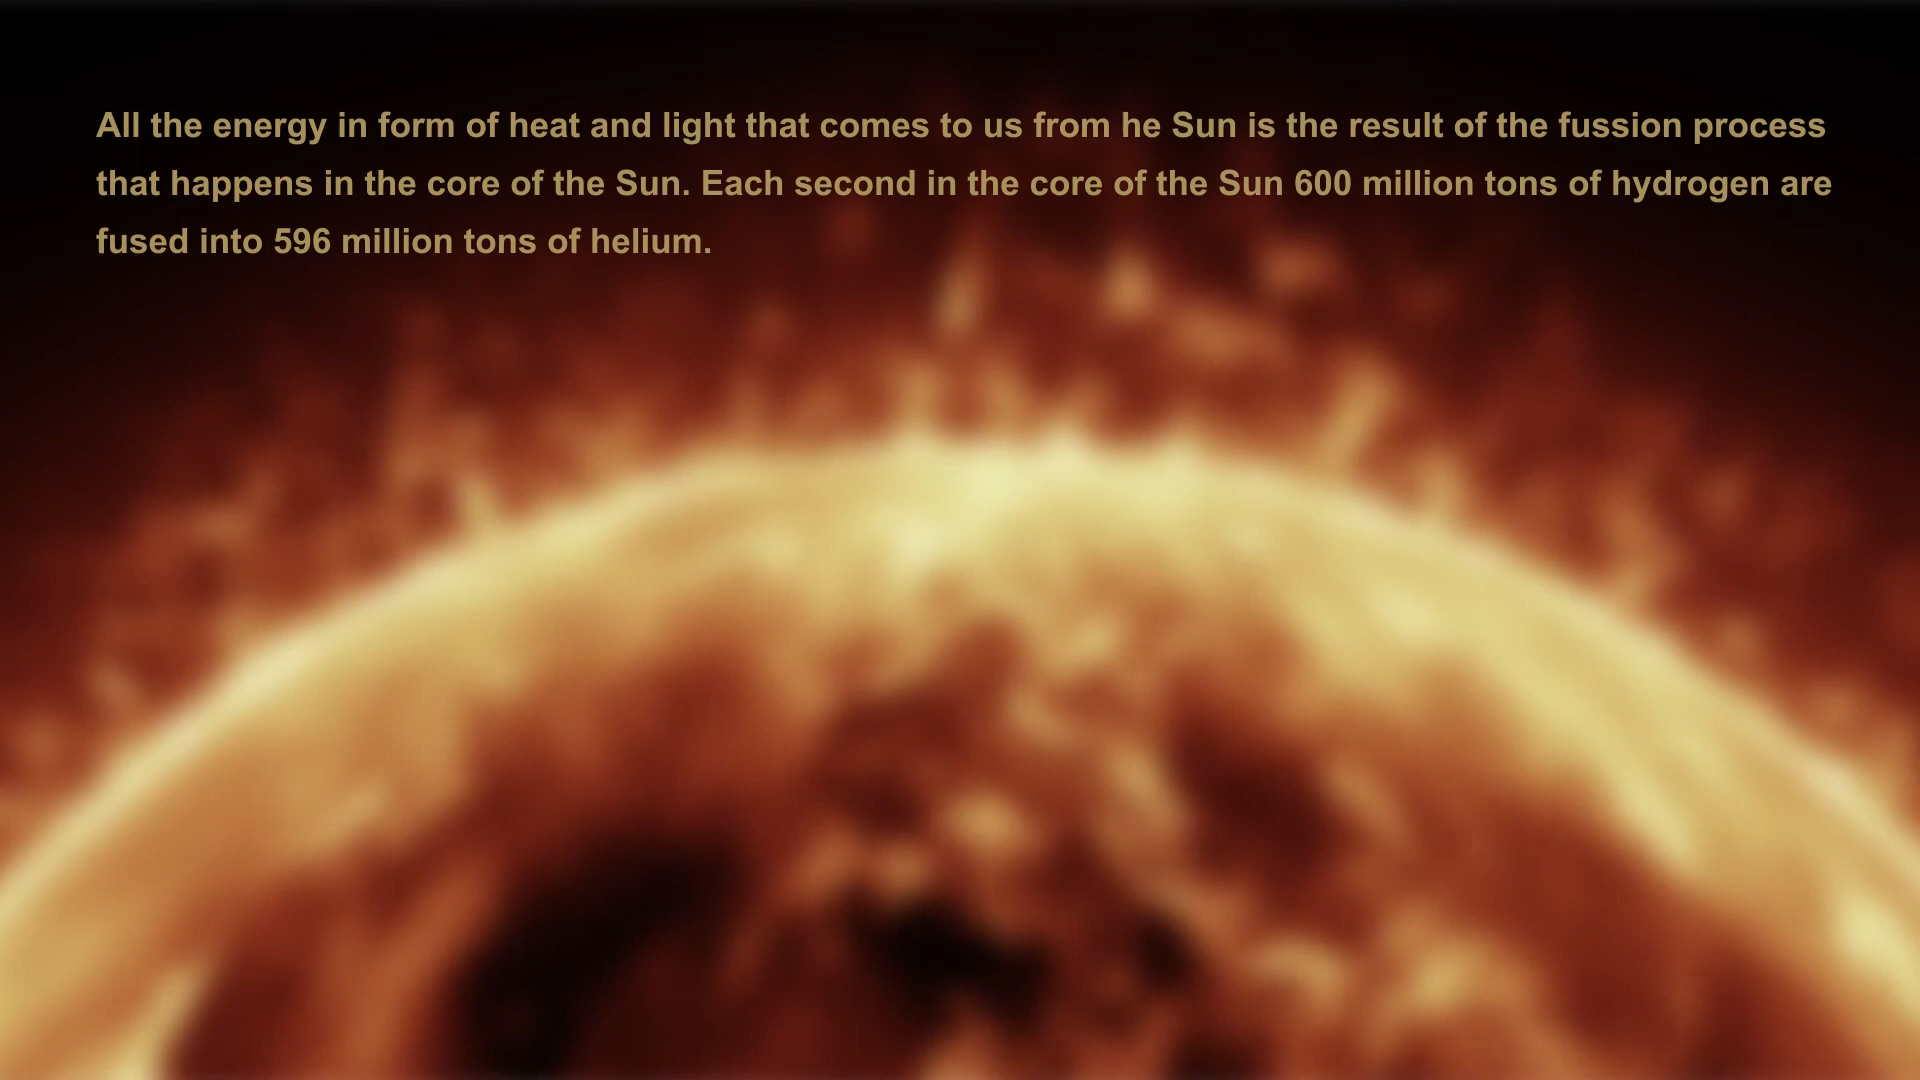 All the energy in form of heat and light that comes to us from he Sun is the result of the fussion process
that happens in the core of the Sun. Each second in the core of the Sun 600 million tons of hydrogen are
fused into 596 million tons of helium.